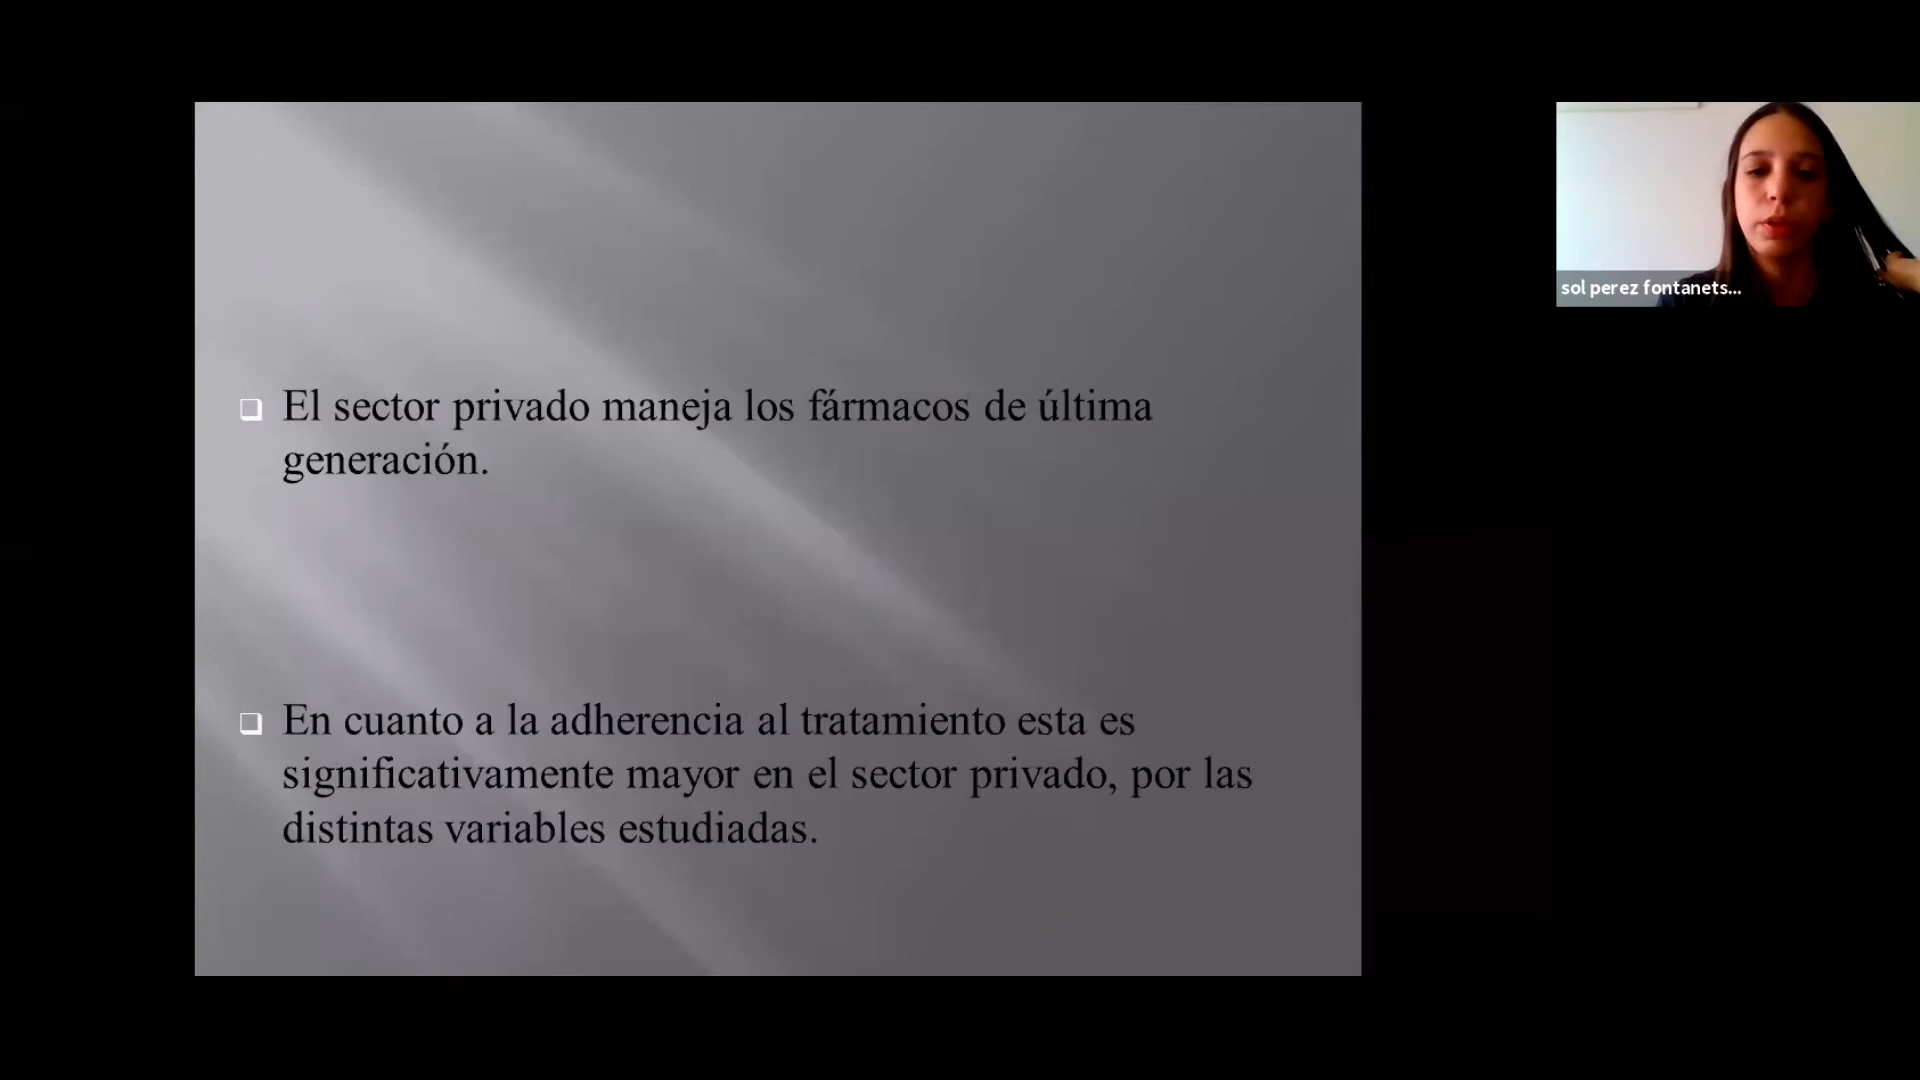 El sector privado maneja los fármacos de última
generación.
En cuanto a la adherencia al tratamiento esta es
significativamente mayor en el sector privado, por las
distintas variables estudiadas.
sol perez fontanets...